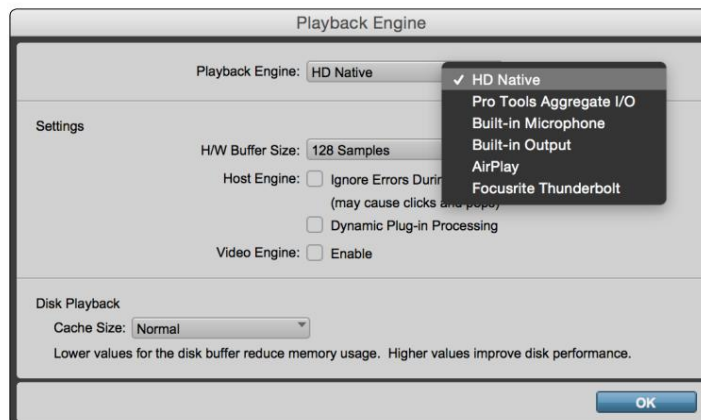 Playback Engine
Playback Engine: HD Native
✓ HD Native
Pro Tools Aggregate I/O
Built-in Microphone
Built-in Output
AirPlay
Focusrite Thunderbolt
Settings
H/W Buffer Size: 128 Samples
Host Engine: Ignore Errors Durin
(may cause clicks and pops)
Dynamic Plug-in Processing
Video Engine: Enable
Disk Playback
Cache Size: Normal
Lower values for the disk buffer reduce memory usage. Higher values improve disk performance.
OK